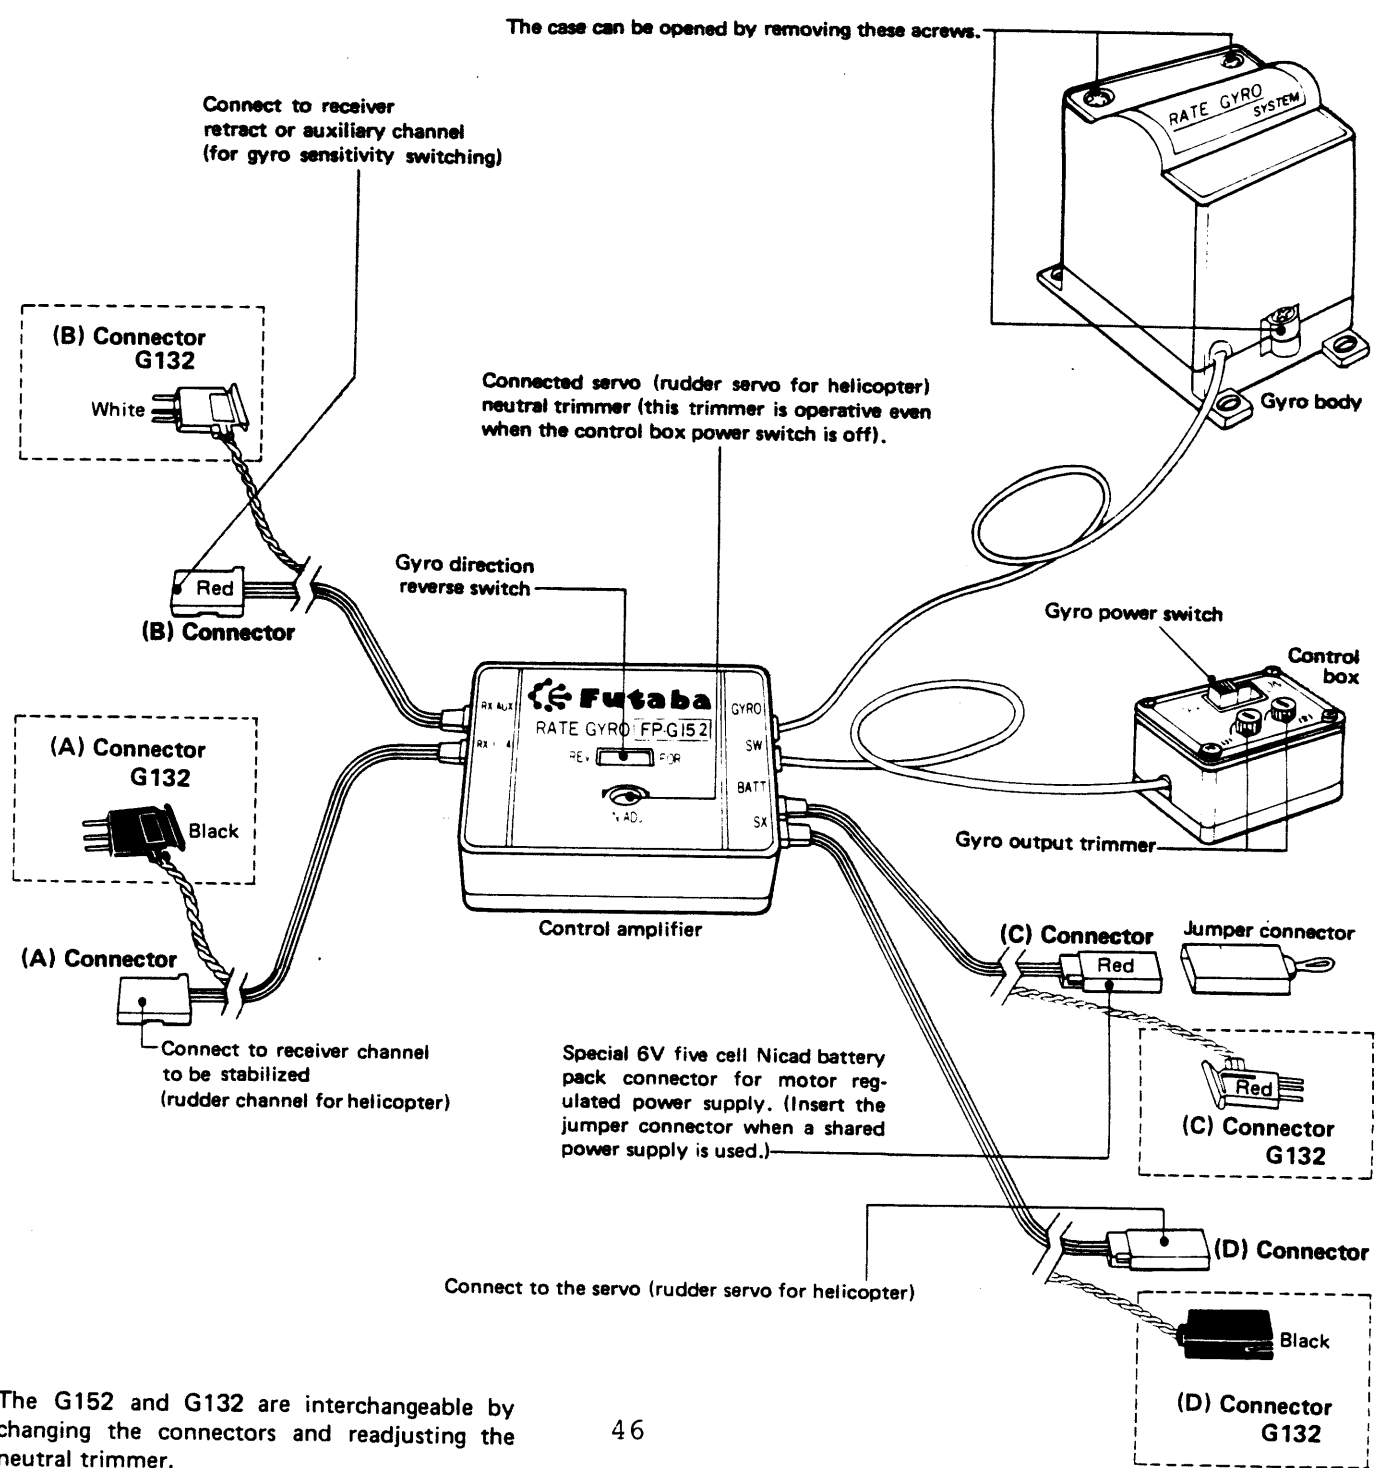 The case can be opened by removing these acrews.
RATE GYRO
SYSTEM
Connect to receiver
retract or auxiliary channel
(for gyro sensitivity switching)
(B) Connector
G132
White
Connected servo (rudder servo for helicopter)
neutral trimmer (this trimmer is operative even
when the control box power switch is off).
Gyro body
Gyro direction
reverse switch
Red
(B) Connector
Gyro power switch
Control
box
RX AUX
Futaba
GYRO
RATE GYRO FP-G152
RX
4
SW
REV
FOR
BATT
N ADJ
SX
(A) Connector
G132
Black
Gyro output trimmer
Control amplifier
(A) Connector
(C) Connector
Red
Jumper connector
Connect to receiver channel
to be stabilized
(rudder channel for helicopter)
Special 6V five cell Nicad battery
pack connector for motor reg-
ulated power supply. (Insert the
jumper connector when a shared
power supply is used.)
Red
(C) Connector
G132
(D) Connector
Connect to the servo (rudder servo for helicopter)
Black
(D) Connector
G132
The G152 and G132 are interchangeable by
changing the connectors and readjusting the
neutral trimmer.
46